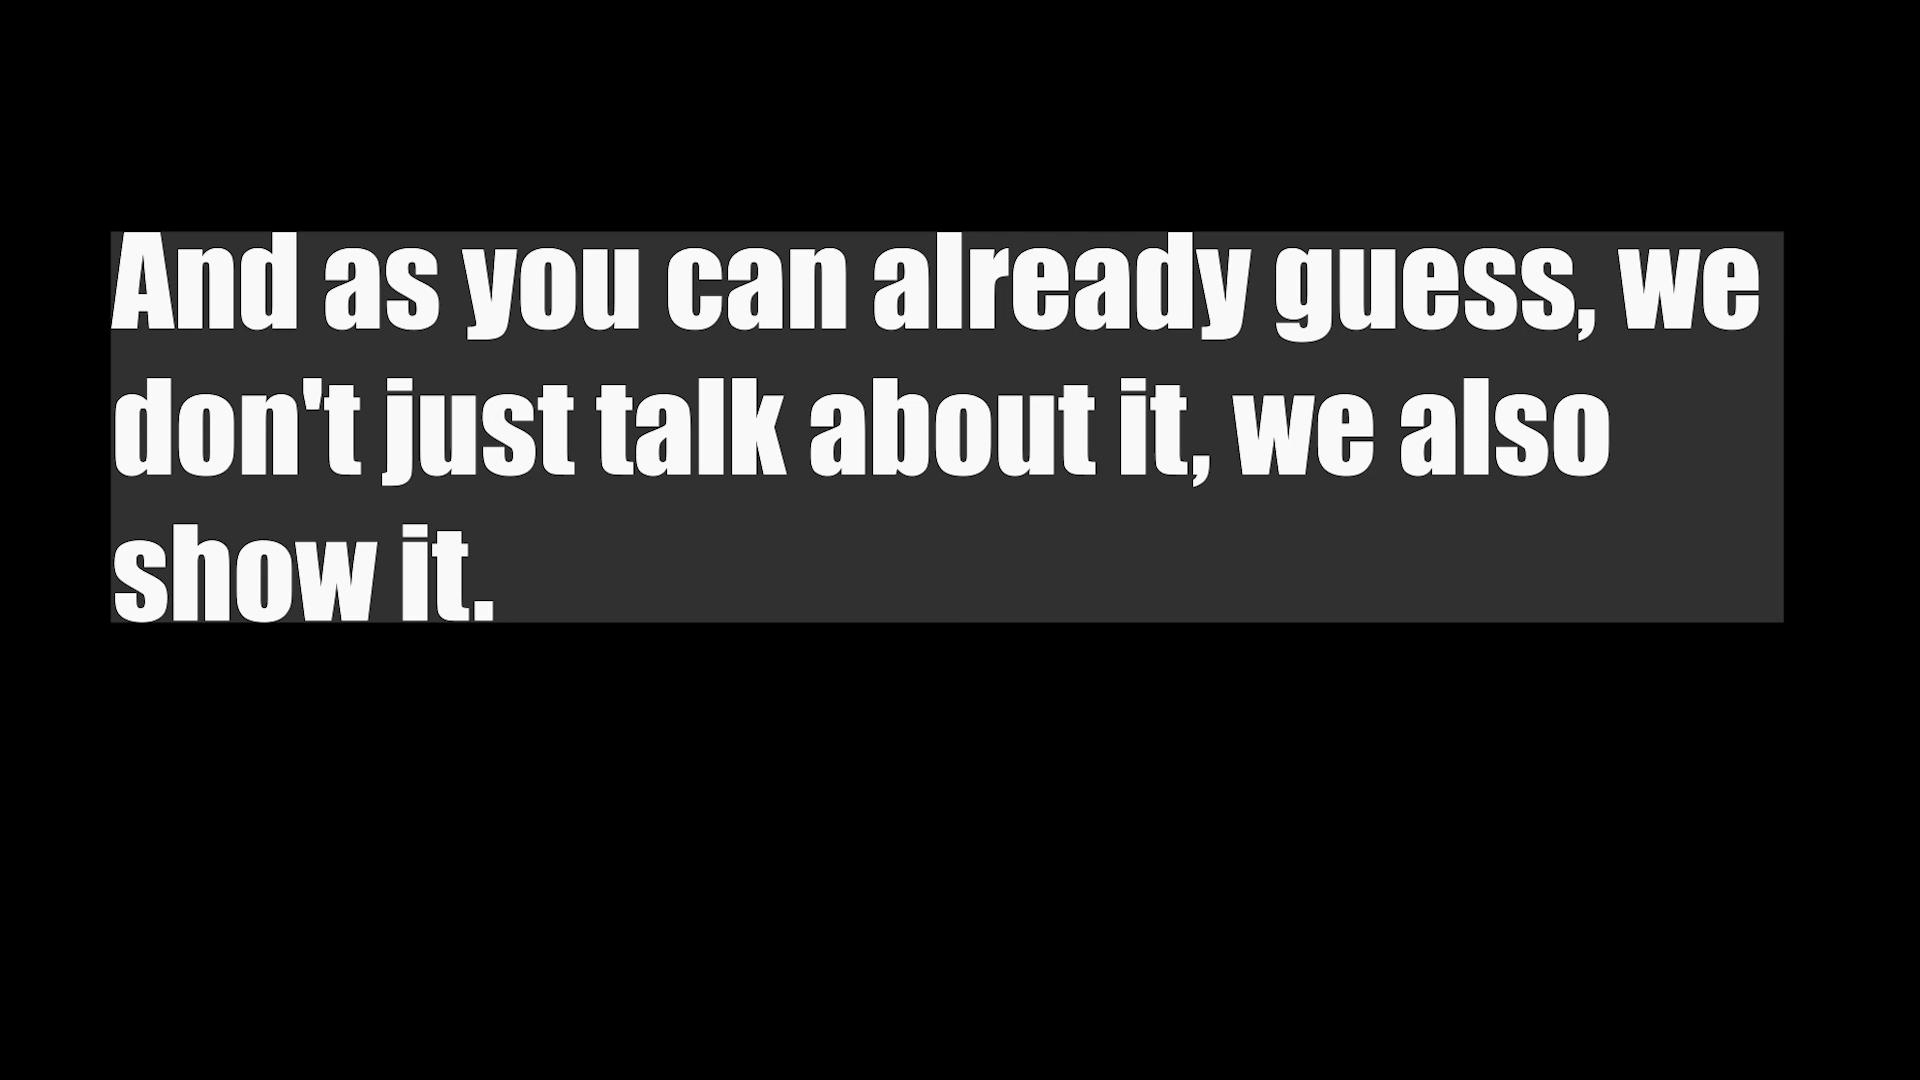 And as you can already guess, we
don't just talk about it, we also
show it.